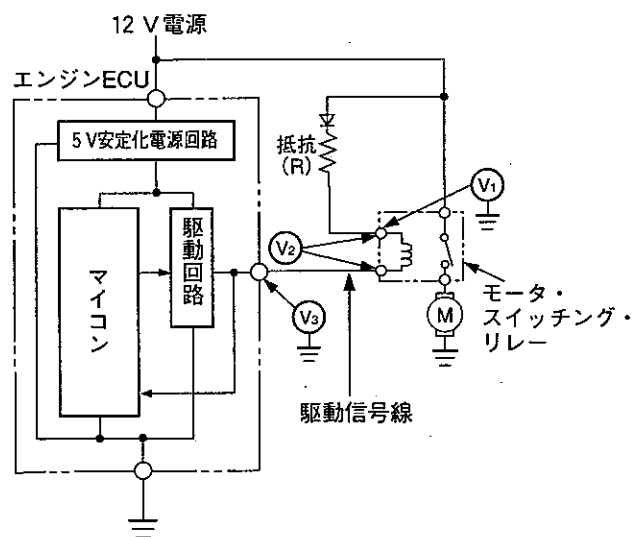 12 V電源
エンジンECU
5 V安定化電源回路
抵抗
(R)
V1
駆動回路
マイコン
V2
V3
M
モータ・
スイッチング・
リレー
駆動信号線